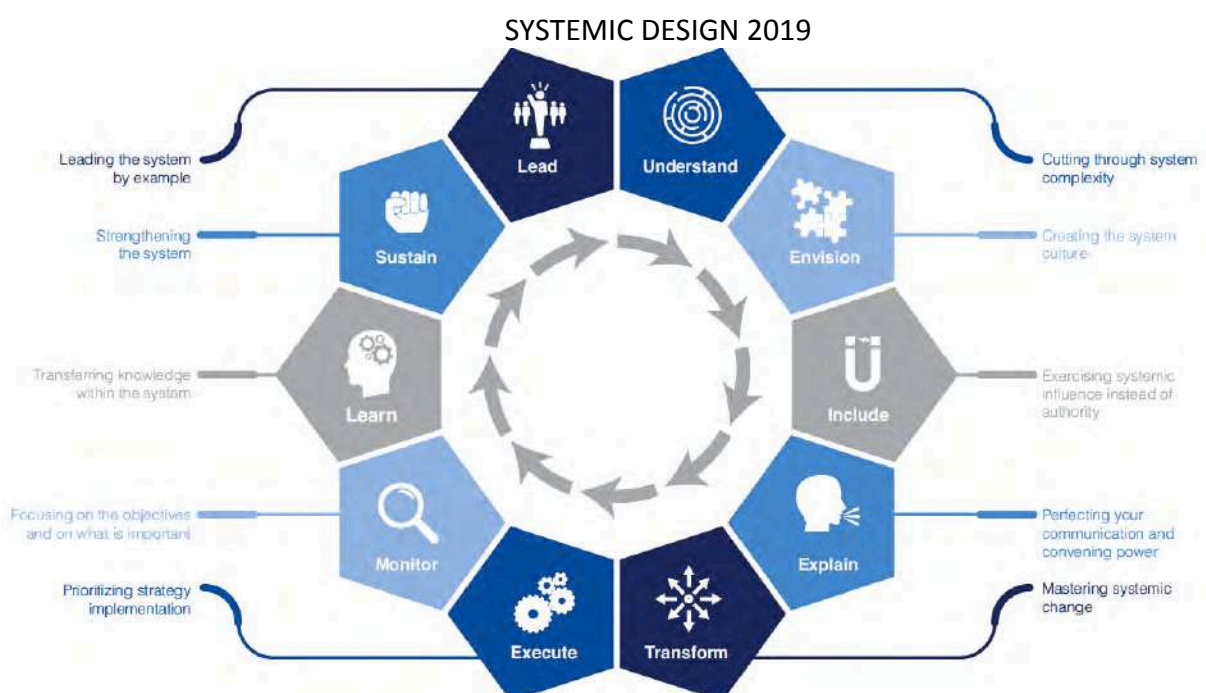 SYSTEMIC DESIGN 2019
Lead
Understand
Leading the system
by example
Cutting through system
complexity
Sustain
Envision
Strengthening
the system
Creating the system
culture
Learn
Include
Transferring knowledge
within the system
Exercising systemic
influence instead of
authority
Monitor
Explain
Focusing on the objectives
and on what is important
Perfecting your
communication and
convening power
Execute
Transform
Prioritizing strategy
implementation
Mastering systemic
change